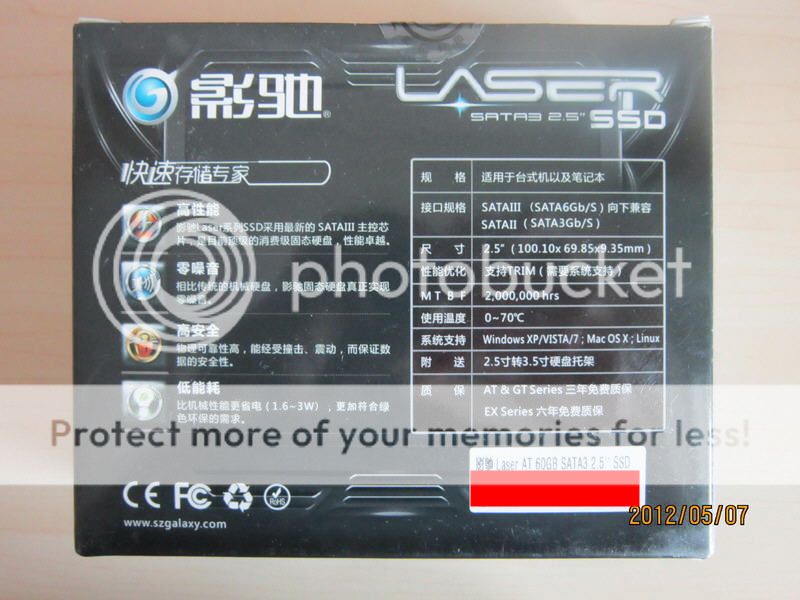 影驰®
LASER
SATA3 2.5" SSD
快速存储专家
高性能
影驰Laser系列SSD采用最新的 SATAIII 主控芯
片，是目前顶级的消费级固态硬盘，性能卓越。
零噪音
相比传统的机械硬盘，影驰固态硬盘真正实现
零噪音。
高安全
物理可靠性高，能经受撞击、震动，而保证数
据的安全性。
低能耗
比机械性能更省电（1.6~3W），更加符合绿
色环保的需求。
规 格 适用于台式机以及笔记本
接口规格 SATAIII （SATA6Gb/S）向下兼容
SATAII（SATA3Gb/S）
尺 寸 2.5"（100.10x 69.85x9.35mm）
性能优化 支持TRIM（需要系统支持）
MTBF 2,000,000 hrs
使用温度 0~70℃
系统支持 Windows XP/VISTA/7 ; Mac OS X ; Linux
附 送 2.5寸转3.5寸硬盘托架
质 保 AT & GT Series 三年免费质保
EX Series 六年免费质保
photobucket
Protect more of your memories for less!
影驰 Laser AT 60GB SATA3 2.5'' SSD
CE FC RoHS
www.szgalaxy.com
2012/05/07